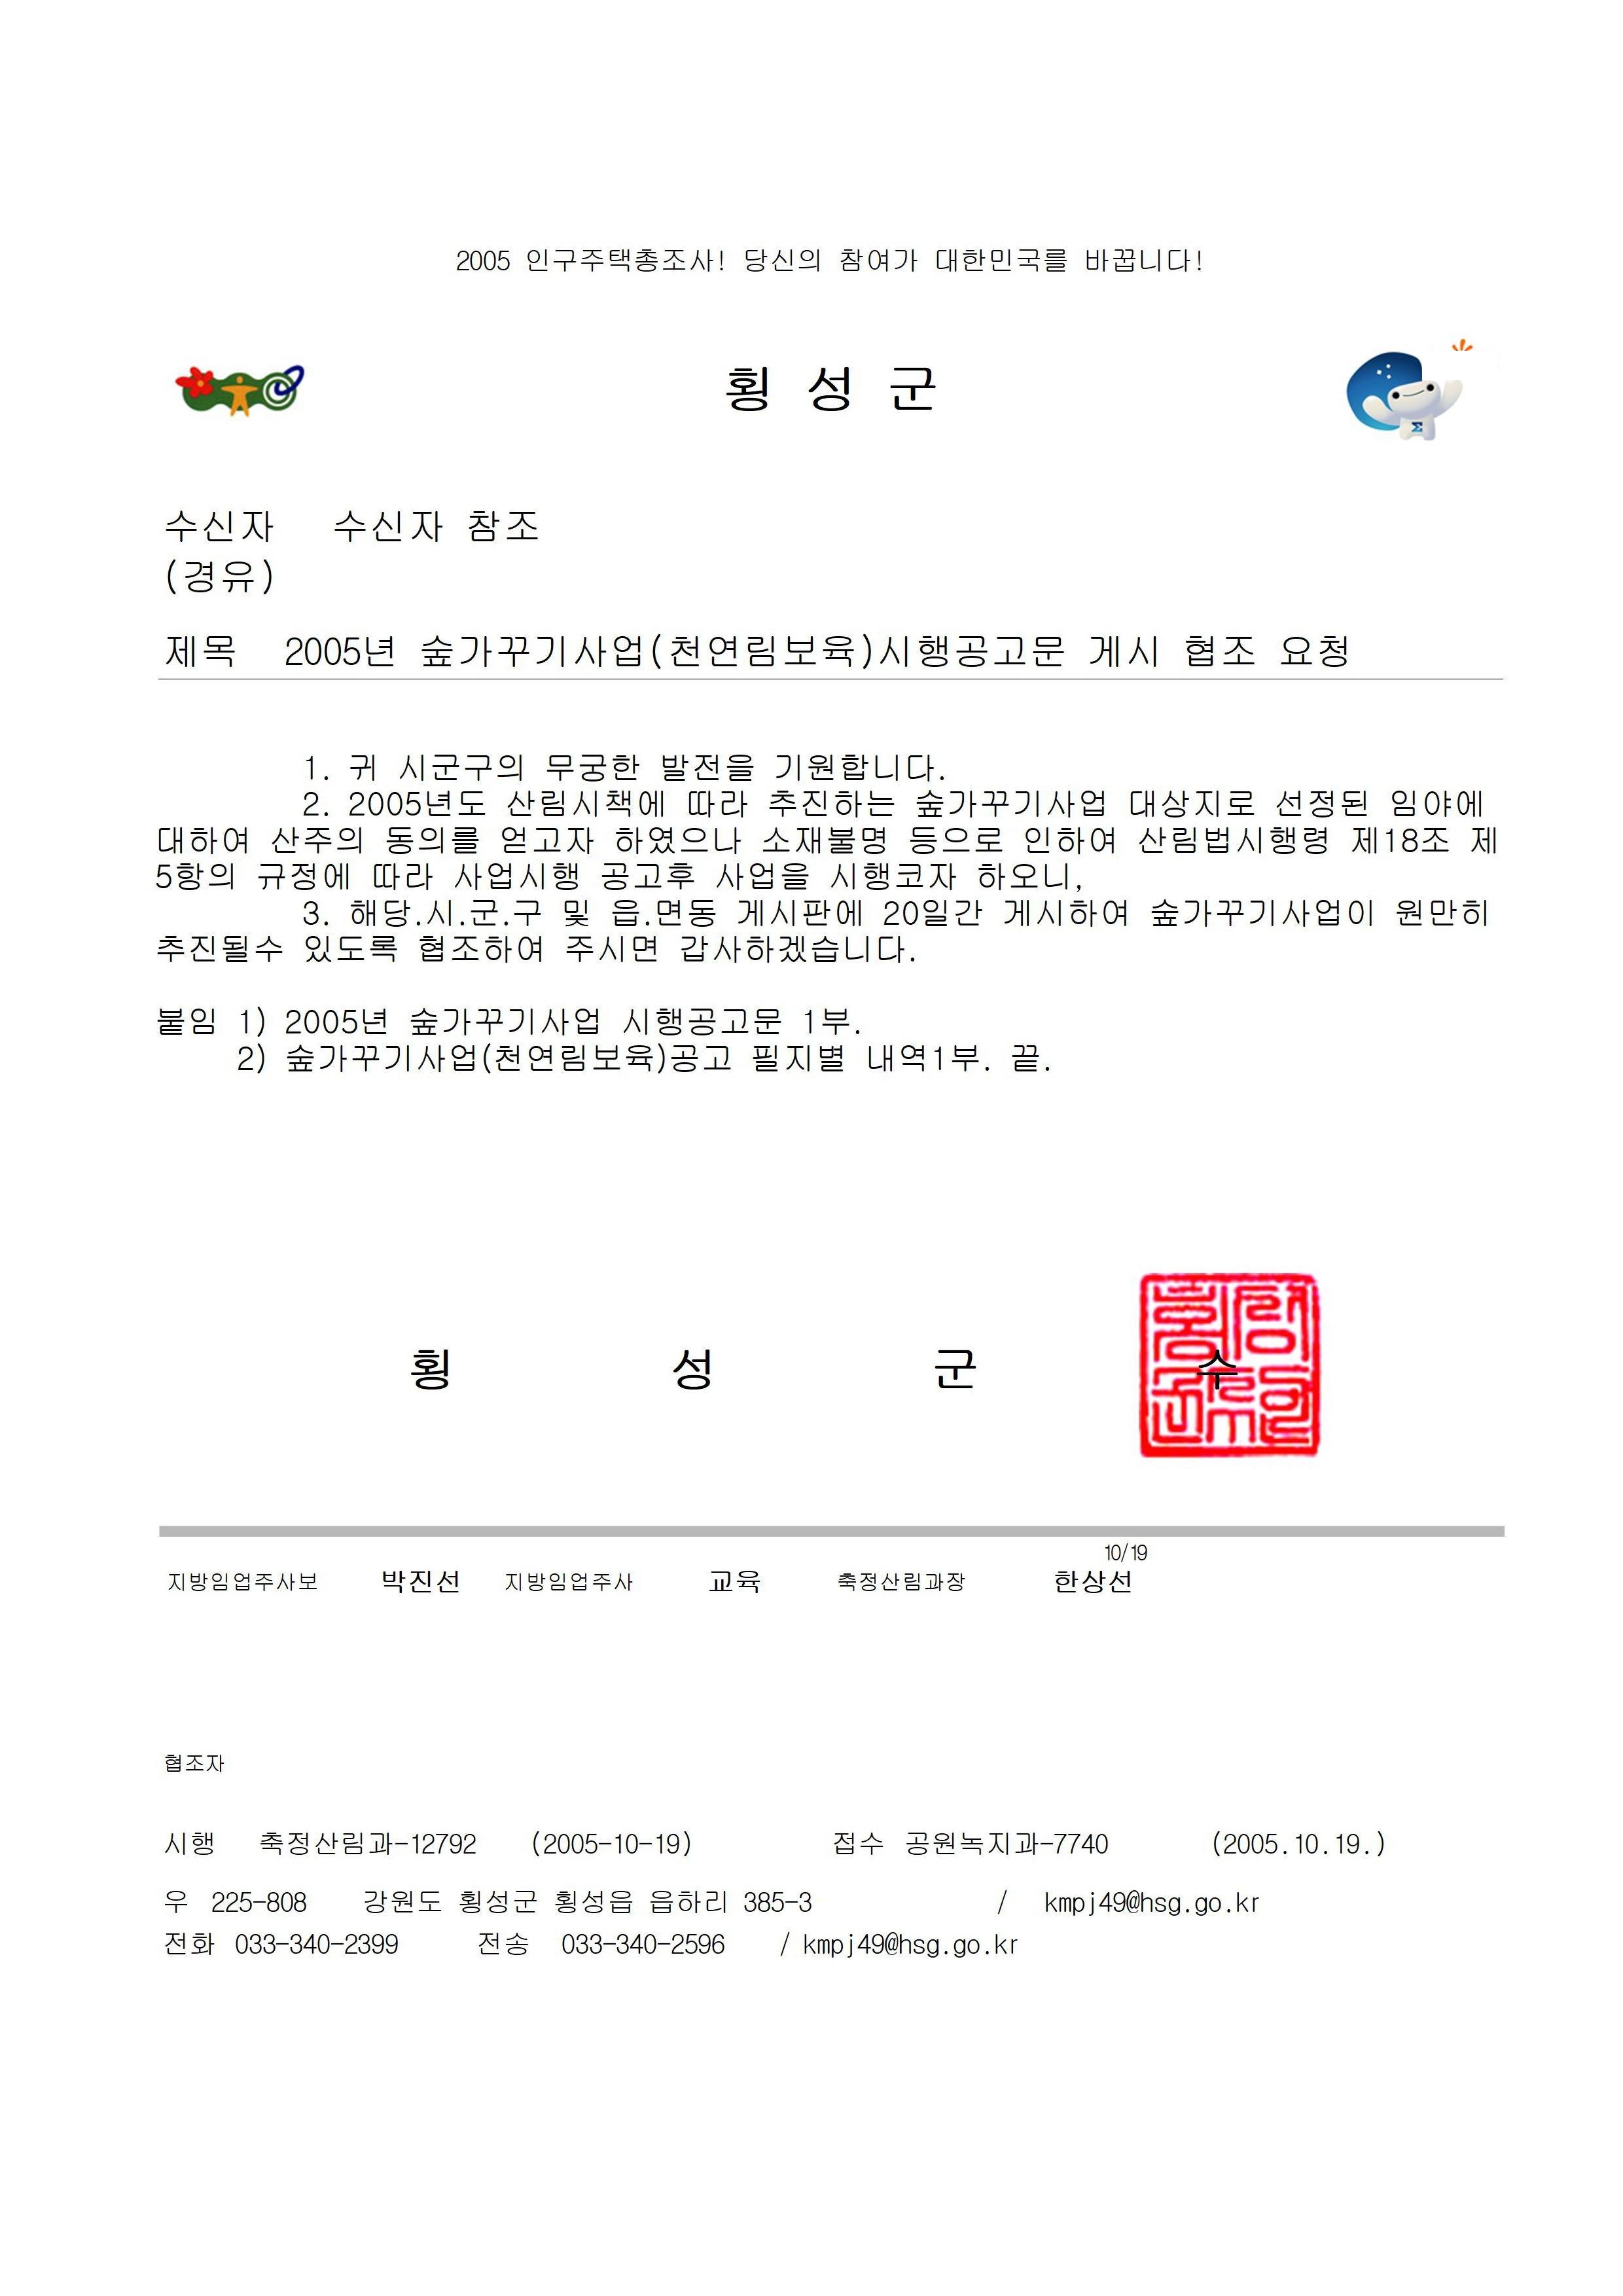 2005 인구주택총조사! 당신의 참여가 대한민국를 바꿉니다!
횡 성 군
수신자 수신자 참조
(경유)
제목 2005년 숲가꾸기사업(천연림보육)시행공고문 게시 협조 요청
1. 귀 시군구의 무궁한 발전을 기원합니다.
2. 2005년도 산림시책에 따라 추진하는 숲가꾸기사업 대상지로 선정된 임야에
대하여 산주의 동의를 얻고자 하였으나 소재불명 등으로 인하여 산림법시행령 제18조 제
5항의 규정에 따라 사업시행 공고후 사업을 시행코자 하오니,
3. 해당.시.군.구 및 읍.면동 게시판에 20일간 게시하여 숲가꾸기사업이 원만히
추진될수 있도록 협조하여 주시면 갑사하겠습니다.
붙임 1) 2005년 숲가꾸기사업 시행공고문 1부.
2) 숲가꾸기사업(천연림보육)공고 필지별 내역1부. 끝.
횡 성 군 수
10/19
지방임업주사보 박진선 지방임업주사 교육 축정산림과장 한상선
협조자
시행 축정산림과-12792 (2005-10-19) 접수 공원녹지과-7740 (2005.10.19.)
우 225-808 강원도 횡성군 횡성읍 읍하리 385-3 / kmpj49@hsg.go.kr
전화 033-340-2399 전송 033-340-2596 / kmpj49@hsg.go.kr